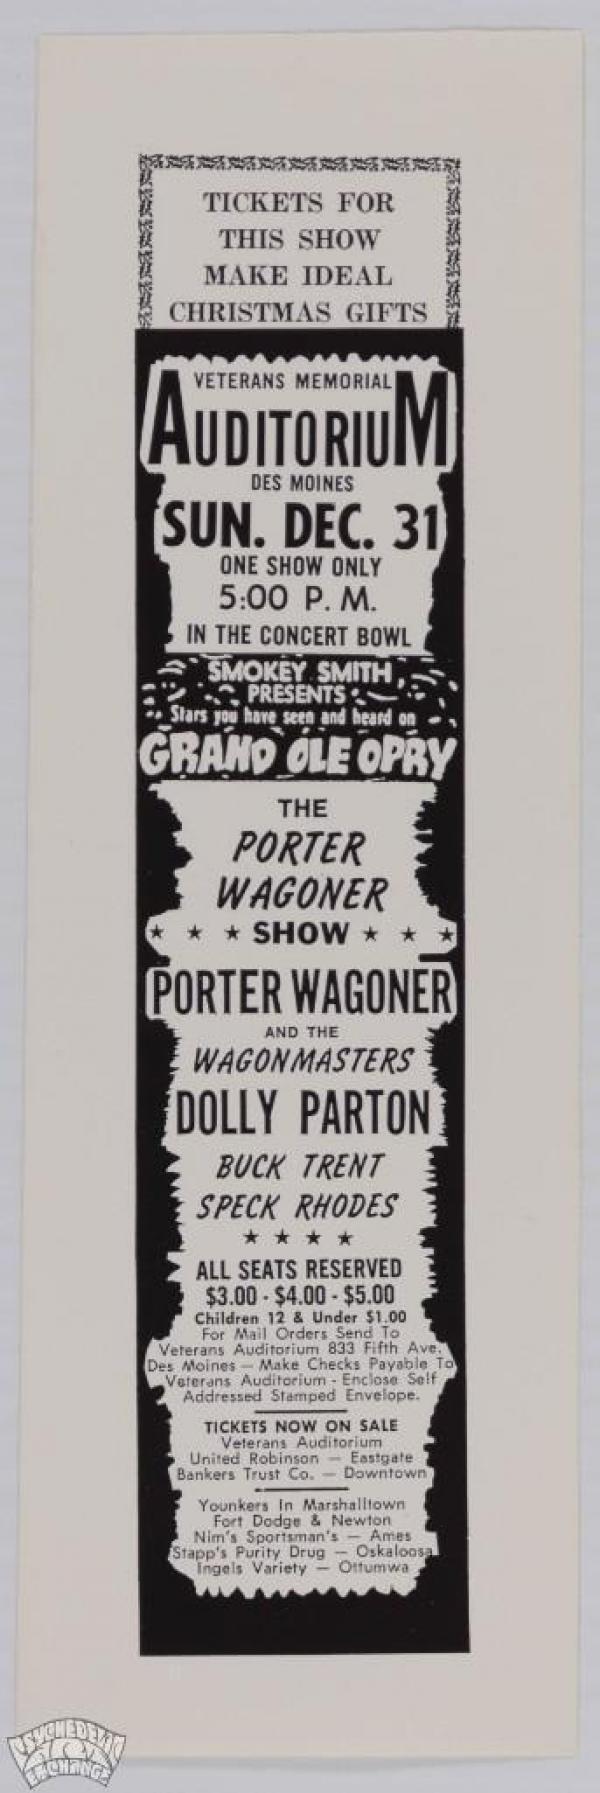 TICKETS FOR
THIS SHOW
MAKE IDEAL
CHRISTMAS GIFTS
VETERANS MEMORIAL
AUDITORIUM
DES MOINES
SUN. DEC. 31
ONE SHOW ONLY
5:00 P. M.
IN THE CONCERT BOWL
SMOKEY SMITH
PRESENTS
Stars you have seen and heard on
GRAND OLE OPRY
THE
PORTER
WAGONER
★ ★ ★ SHOW ★ ★ ★
PORTER WAGONER
AND THE
WAGONMASTERS
DOLLY PARTON
BUCK TRENT
SPECK RHODES
★ ★ ★ ★
ALL SEATS RESERVED
$3.00 - $4.00 - $5.00
Children 12 & Under $1.00
For Mail Orders Send To
Veterans Auditorium 833 Fifth Ave.
Des Moines — Make Checks Payable To
Veterans Auditorium - Enclose Self
Addressed Stamped Envelope.
TICKETS NOW ON SALE
Veterans Auditorium
United Robinson — Eastgate
Bankers Trust Co. — Downtown
Younkers In Marshalltown
Fort Dodge & Newton
Nim's Sportsman's — Ames
Stapp's Purity Drug — Oskaloosa
Ingels Variety — Ottumwa
PSYCHEDELIC
ART
EXCHANGE